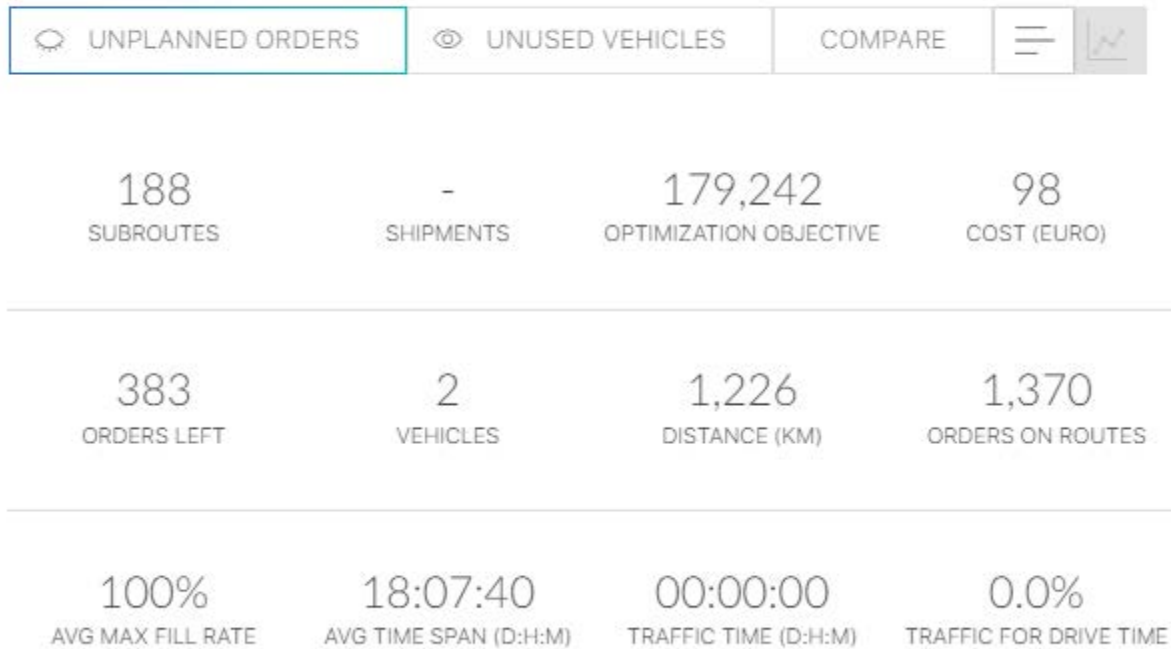 UNPLANNED ORDERS UNUSED VEHICLES COMPARE
188 - 179,242 98
SUBROUTES SHIPMENTS OPTIMIZATION OBJECTIVE COST (EURO)
383 2 1,226 1,370
ORDERS LEFT VEHICLES DISTANCE (KM) ORDERS ON ROUTES
100% 18:07:40 00:00:00 0.0%
AVG MAX FILL RATE AVG TIME SPAN (D:H:M) TRAFFIC TIME (D:H:M) TRAFFIC FOR DRIVE TIME